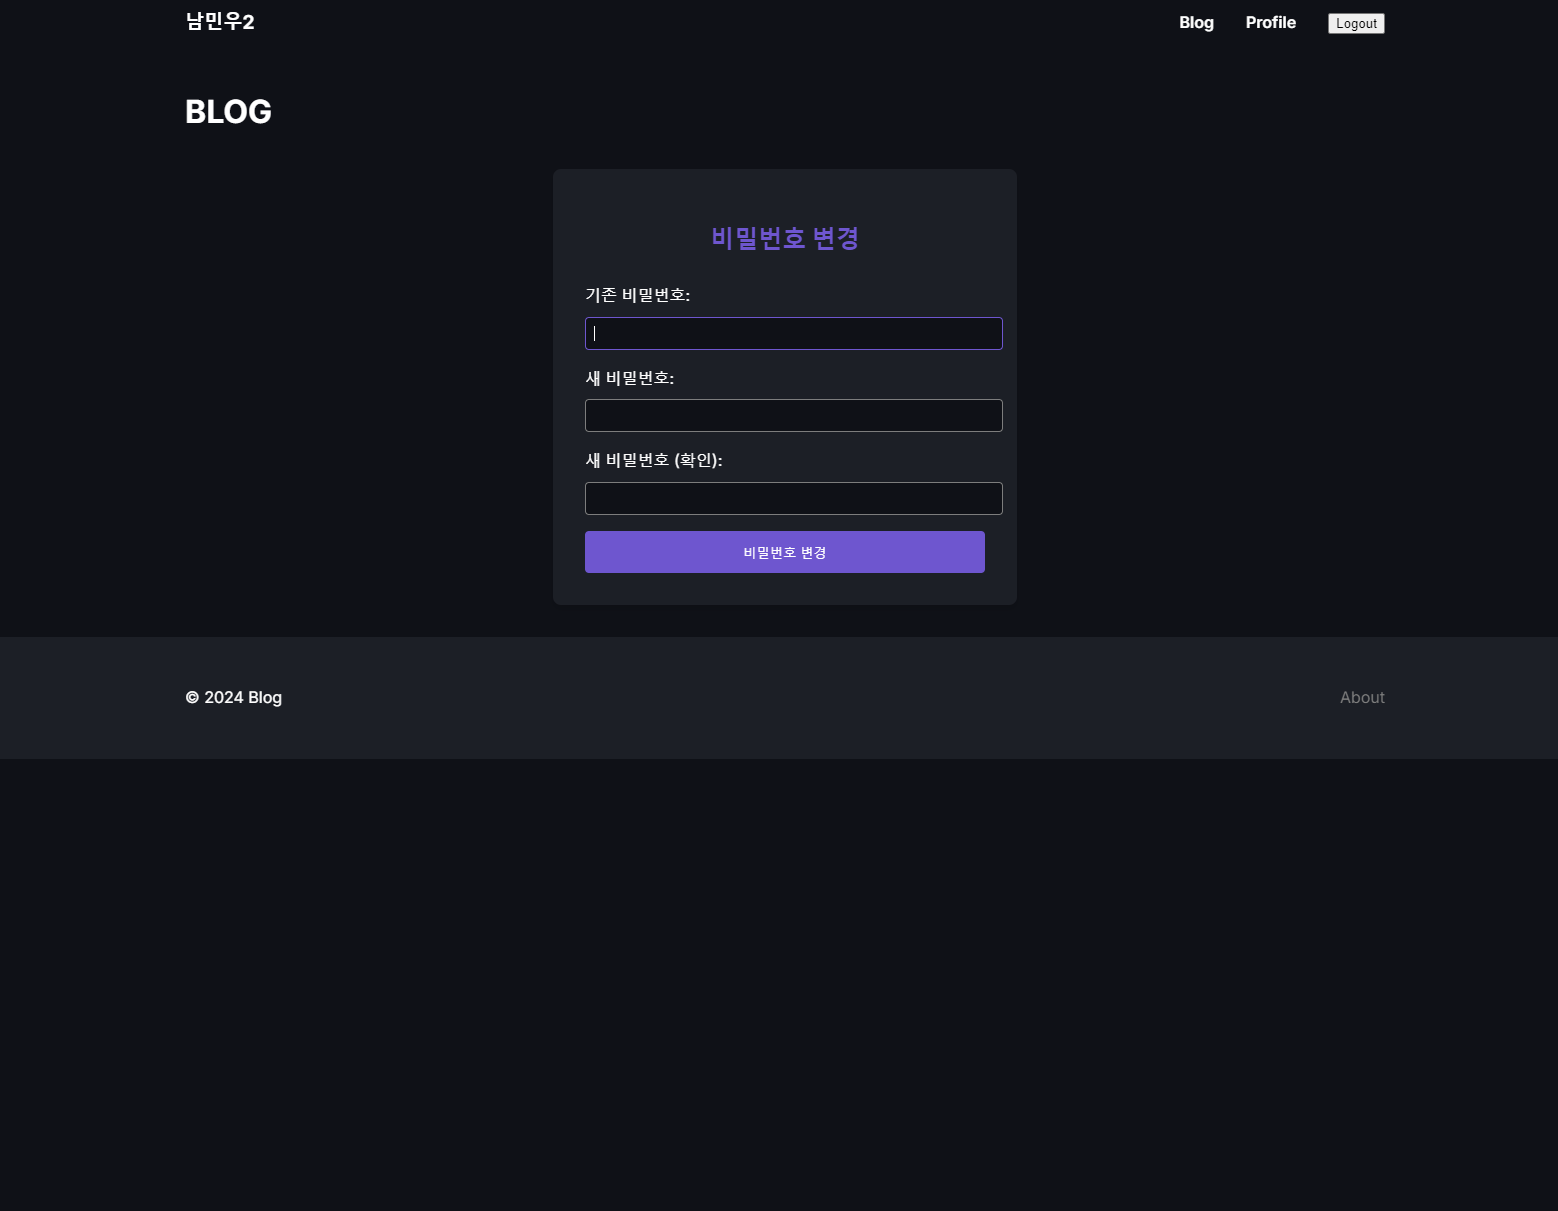 남민우2
Blog
Profile
Logout
BLOG
비밀번호 변경
기존 비밀번호:
새 비밀번호:
새 비밀번호 (확인):
비밀번호 변경
© 2024 Blog
About